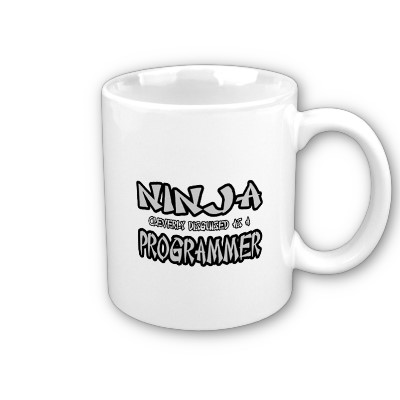 NINJA
CLEVERLY DISGUISED AS A
PROGRAMMER